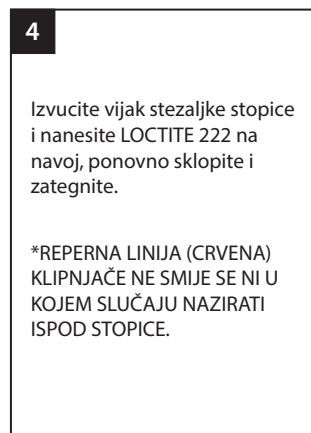 4
Izvucite vijak stezaljke stopice
i nanesite LOCTITE 222 na
navoj, ponovno sklopite i
zategnite.
*REPERNA LINIJA (CRVENA)
KLIPNJAČE NE SMIJE SE NI U
KOJEM SLUČAJU NAZIRATI
ISPOD STOPICE.